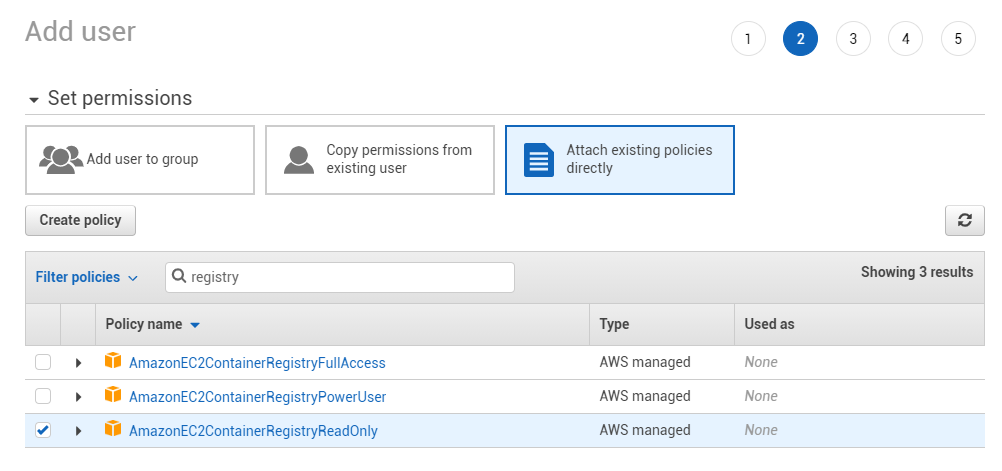 Add user
1 2 3 4 5
Set permissions
Add user to group
Copy permissions from
existing user
Attach existing policies
directly
Create policy
Filter policies
registry
Showing 3 results
Policy name Type Used as
AmazonEC2ContainerRegistryFullAccess AWS managed None
AmazonEC2ContainerRegistryPowerUser AWS managed None
AmazonEC2ContainerRegistryReadOnly AWS managed None